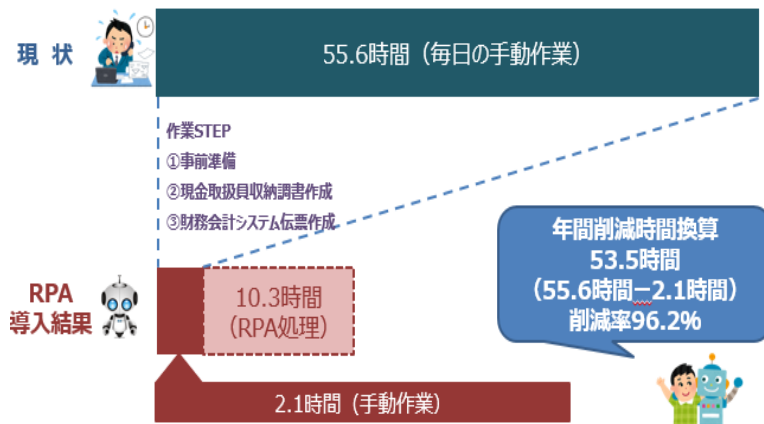 現 状
55.6時間（毎日の手動作業）
作業STEP
①事前準備
②現金取扱員収納調書作成
③財務会計システム伝票作成
年間削減時間換算
53.5時間
（55.6時間－2.1時間）
削減率96.2%
RPA
導入結果
10.3時間
（RPA処理）
2.1時間（手動作業）